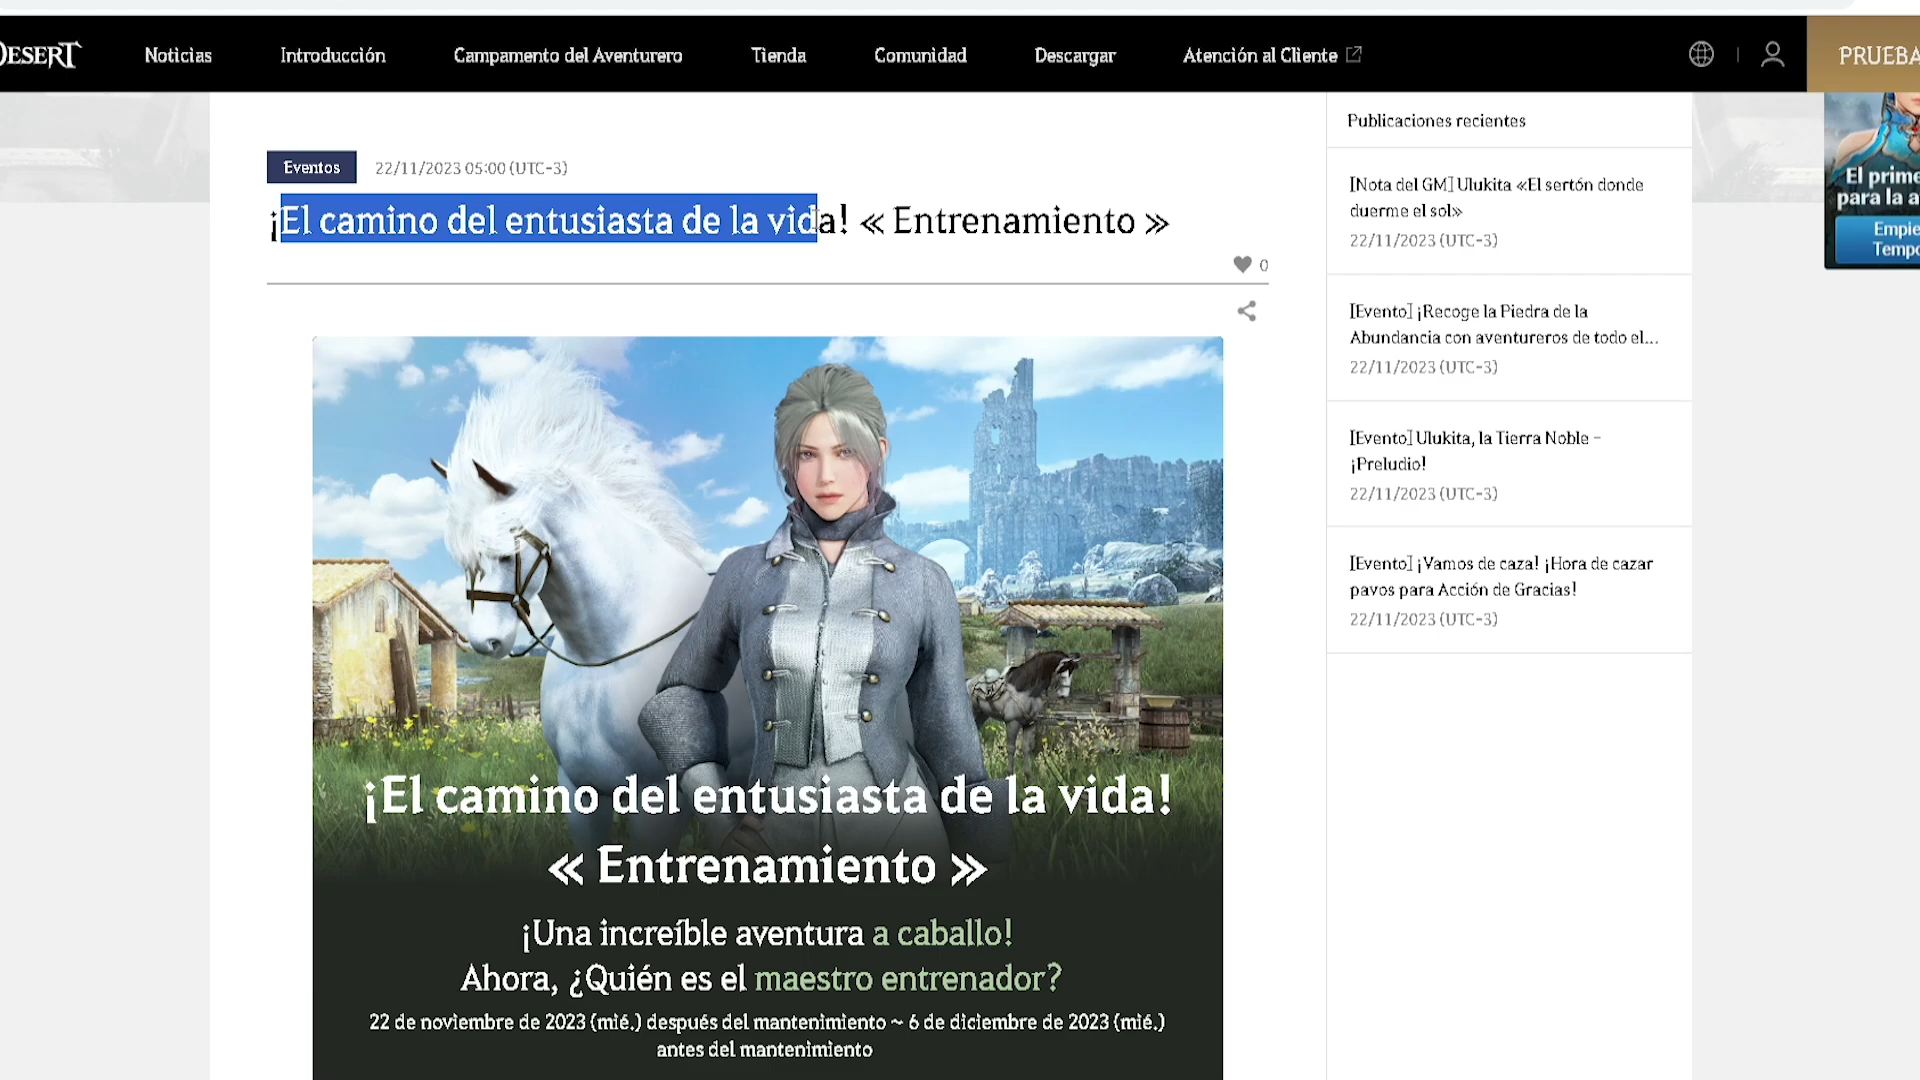 DESERT
Noticias
Introducción
Campamento del Aventurero
Tienda
Comunidad
Descargar
Atención al Cliente
Eventos
22/11/2023 05:00 (UTC-3)
¡El camino del entusiasta de la vida! « Entrenamiento »
0
¡El camino del entusiasta de la vida!
« Entrenamiento »
¡Una increíble aventura a caballo!
Ahora, ¿Quién es el maestro entrenador?
22 de noviembre de 2023 (mié.) después del mantenimiento ~ 6 de diciembre de 2023 (mié.)
antes del mantenimiento
Publicaciones recientes
[Nota del GM] Ulukita «El sertón donde
duerme el sol»
22/11/2023 (UTC-3)
[Evento] ¡Recoge la Piedra de la
Abundancia con aventureros de todo el...
22/11/2023 (UTC-3)
[Evento] Ulukita, la Tierra Noble -
¡Preludio!
22/11/2023 (UTC-3)
[Evento] ¡Vamos de caza! ¡Hora de cazar
pavos para Acción de Gracias!
22/11/2023 (UTC-3)
PRUEBA
El prime
para la a
Empie
Tempo